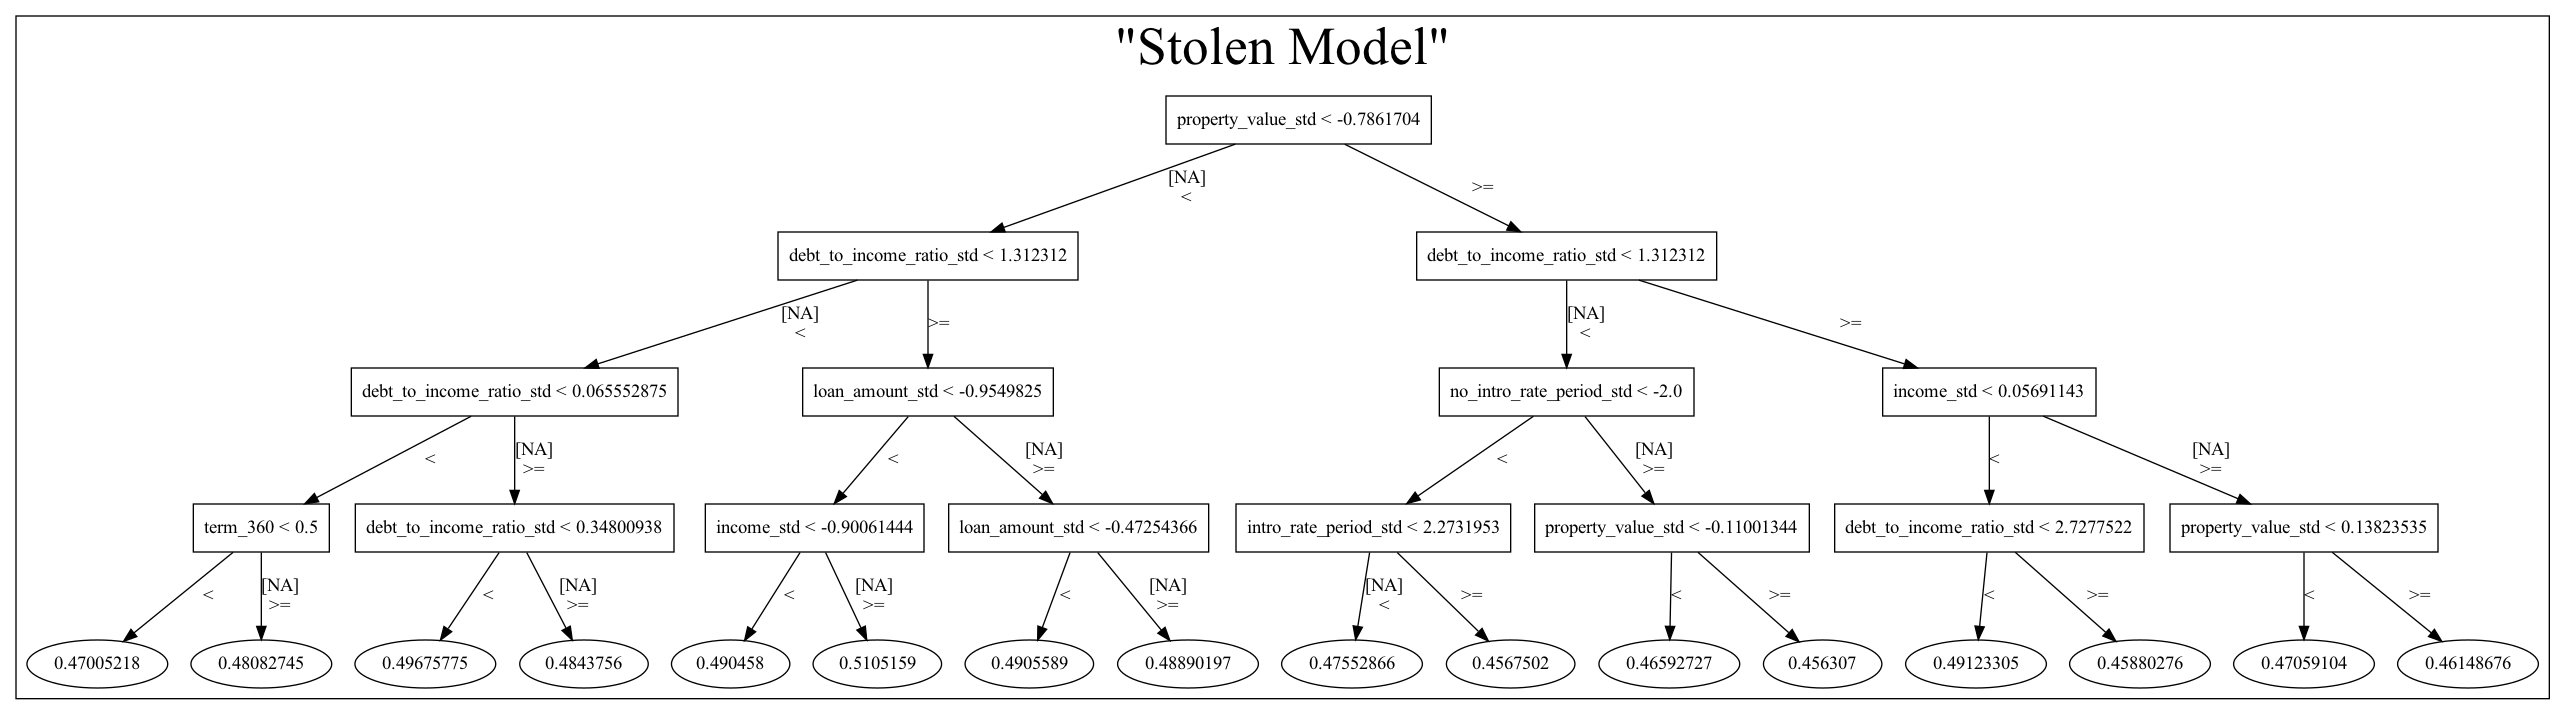 "Stolen Model"
property_value_std < -0.7861704
[NA]
<
>=
debt_to_income_ratio_std < 1.312312
debt_to_income_ratio_std < 1.312312
[NA]
<
>=
[NA]
<
>=
debt_to_income_ratio_std < 0.065552875
loan_amount_std < -0.9549825
no_intro_rate_period_std < -2.0
income_std < 0.05691143
<
[NA]
>=
<
[NA]
>=
<
[NA]
>=
<
[NA]
>=
term_360 < 0.5
debt_to_income_ratio_std < 0.34800938
income_std < -0.90061444
loan_amount_std < -0.47254366
intro_rate_period_std < 2.2731953
property_value_std < -0.11001344
debt_to_income_ratio_std < 2.7277522
property_value_std < 0.13823535
<
[NA]
>=
<
[NA]
>=
<
[NA]
>=
<
[NA]
>=
[NA]
<
>=
<
>=
<
>=
<
>=
0.47005218
0.48082745
0.49675775
0.4843756
0.490458
0.5105159
0.4905589
0.48890197
0.47552866
0.4567502
0.46592727
0.456307
0.49123305
0.45880276
0.47059104
0.46148676